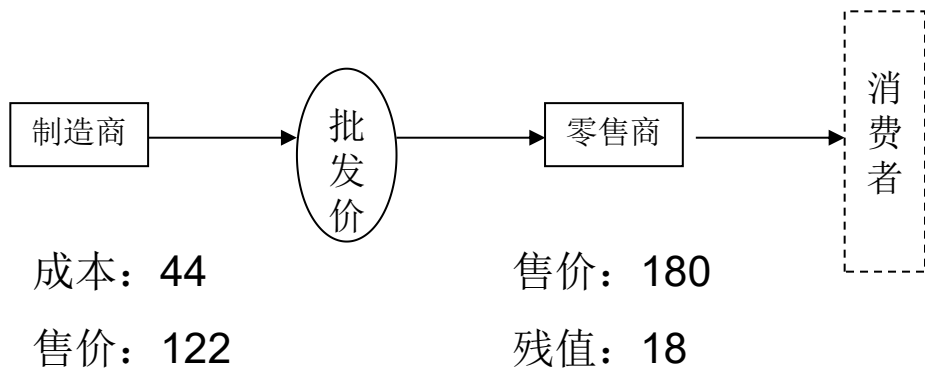 制造商
批发价
零售商
消费者
成本：44
售价：180
售价：122
残值：18